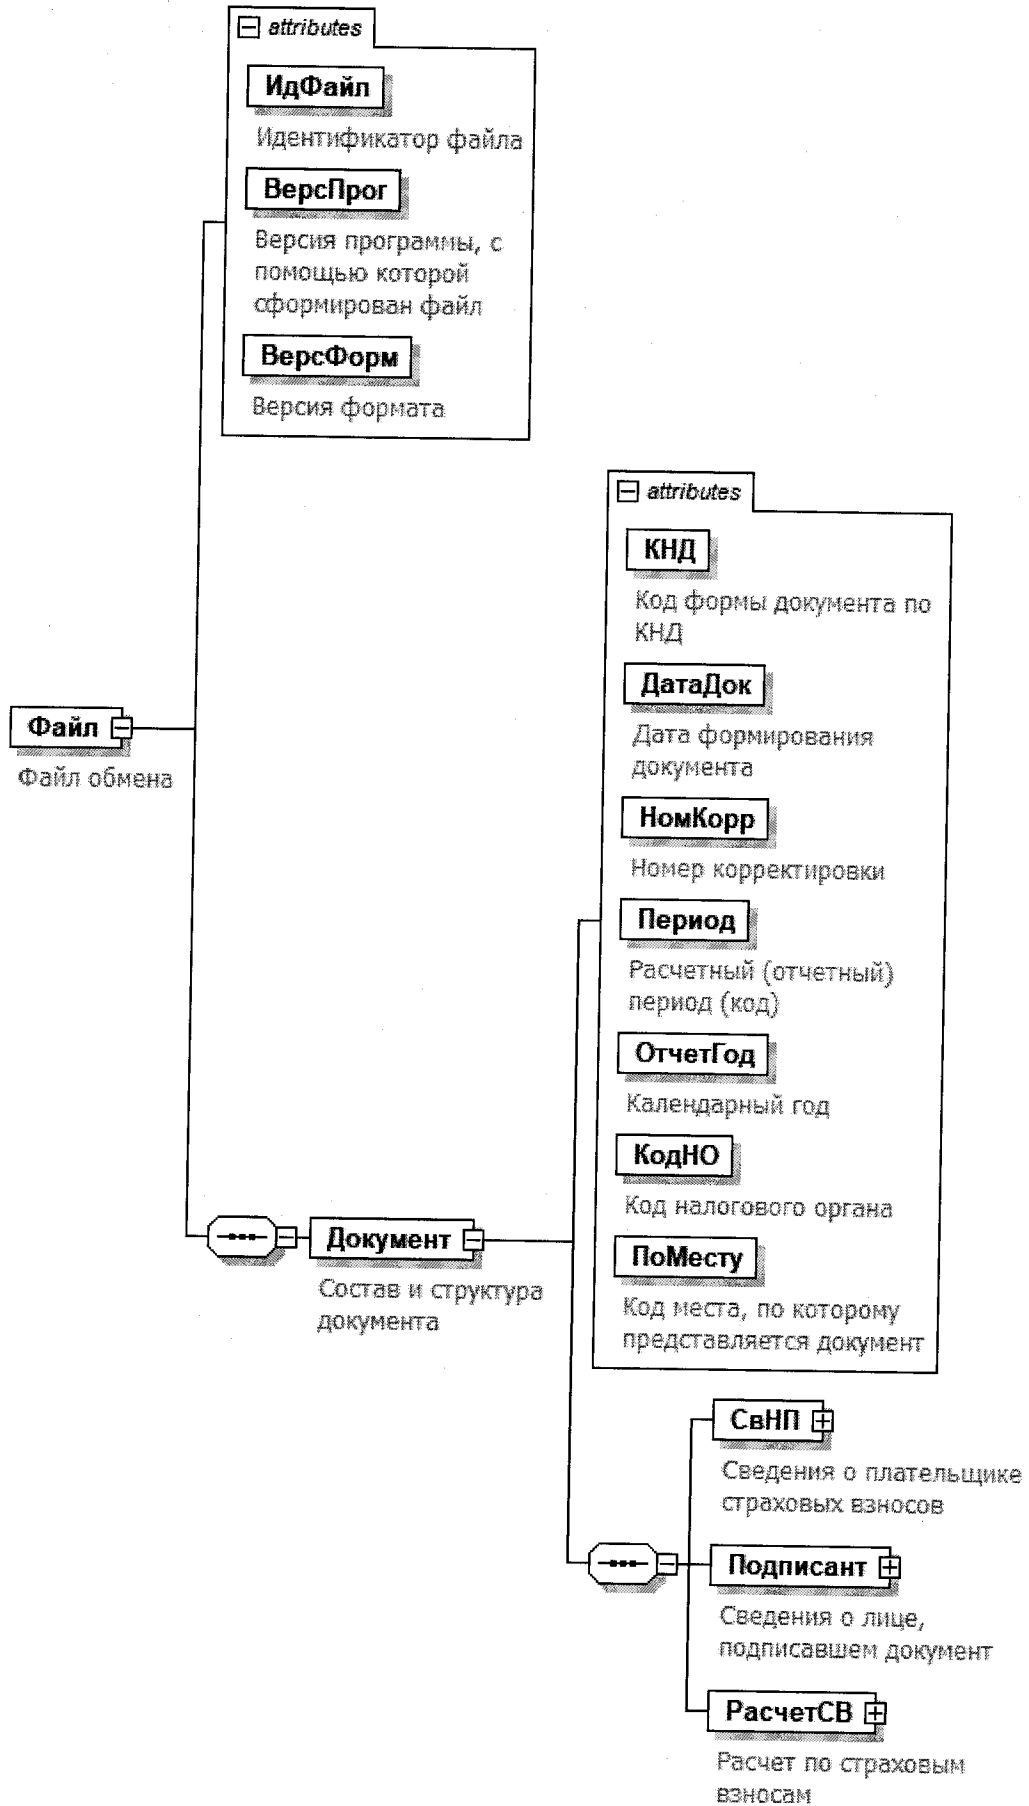 attributes
ИдФайл
Идентификатор файла
ВерсПрог
Версия программы, с
помощью которой
сформирован файл
ВерсФорм
Версия формата
Файл
Файл обмена
Документ
Состав и структура
документа
attributes
КНД
Код формы документа по
КНД
ДатаДок
Дата формирования
документа
НомКорр
Номер корректировки
Период
Расчетный (отчетный)
период (код)
ОтчетГод
Календарный год
КодНО
Код налогового органа
ПоМесту
Код места, по которому
представляется документ
СвНП
Сведения о плательщике
страховых взносов
Подписант
Сведения о лице,
подписавшем документ
РасчетСВ
Расчет по страховым
взносам